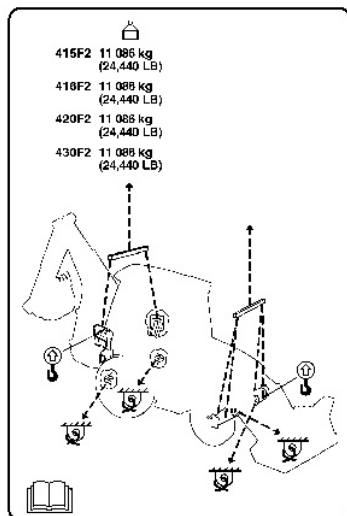 415F2 11 086 kg
(24,440 LB)
416F2 11 086 kg
(24,440 LB)
420F2 11 086 kg
(24,440 LB)
430F2 11 086 kg
(24,440 LB)